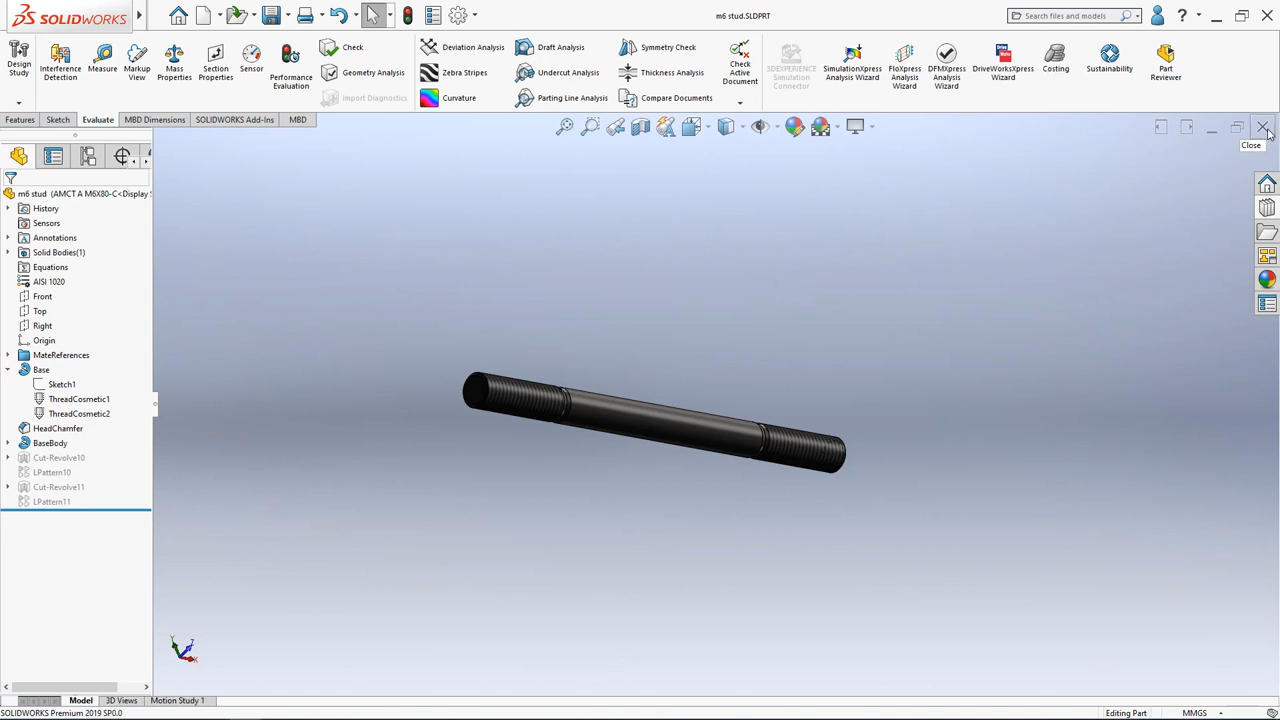 SOLIDWORKS
m6 stud.SLDPRT
Search files and models
?
Design Study
Interference Detection
Measure
Markup View
Mass Properties
Section Properties
Sensor
Performance Evaluation
Check
Geometry Analysis
Import Diagnostics
Deviation Analysis
Zebra Stripes
Curvature
Draft Analysis
Undercut Analysis
Parting Line Analysis
Symmetry Check
Thickness Analysis
Compare Documents
Check Active Document
3DEXPERIENCE Simulation Connector
SimulationXpress Analysis Wizard
FloXpress Analysis Wizard
DFMXpress Analysis Wizard
DriveWorksXpress Wizard
Costing
Sustainability
Part Reviewer
Features
Sketch
Evaluate
MBD Dimensions
SOLIDWORKS Add-Ins
MBD
Close
m6 stud (AMCT A M6X80-C<Display S
History
Sensors
Annotations
Solid Bodies(1)
Equations
AISI 1020
Front
Top
Right
Origin
MateReferences
Base
Sketch1
ThreadCosmetic1
ThreadCosmetic2
HeadChamfer
BaseBody
Cut-Revolve10
LPattern10
Cut-Revolve11
LPattern11
Y
Z
X
Model
3D Views
Motion Study 1
SOLIDWORKS Premium 2019 SP0.0
Editing Part
MMGS